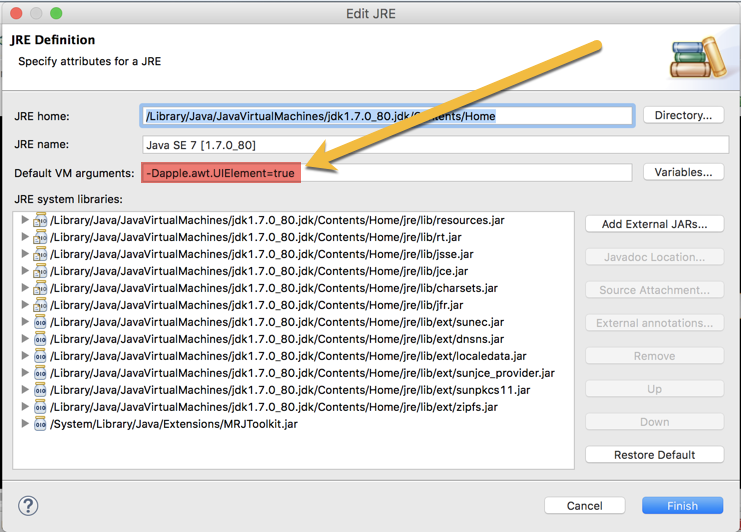 Edit JRE
JRE Definition
Specify attributes for a JRE
JRE home: /Library/Java/JavaVirtualMachines/jdk1.7.0_80.jdk/Contents/Home Directory...
JRE name: Java SE 7 [1.7.0_80]
Default VM arguments: -Dapple.awt.UIElement=true Variables...
JRE system libraries:
/Library/Java/JavaVirtualMachines/jdk1.7.0_80.jdk/Contents/Home/jre/lib/resources.jar Add External JARs...
/Library/Java/JavaVirtualMachines/jdk1.7.0_80.jdk/Contents/Home/jre/lib/rt.jar
/Library/Java/JavaVirtualMachines/jdk1.7.0_80.jdk/Contents/Home/jre/lib/jsse.jar Javadoc Location...
/Library/Java/JavaVirtualMachines/jdk1.7.0_80.jdk/Contents/Home/jre/lib/jce.jar
/Library/Java/JavaVirtualMachines/jdk1.7.0_80.jdk/Contents/Home/jre/lib/charsets.jar Source Attachment...
/Library/Java/JavaVirtualMachines/jdk1.7.0_80.jdk/Contents/Home/jre/lib/jfr.jar
/Library/Java/JavaVirtualMachines/jdk1.7.0_80.jdk/Contents/Home/jre/lib/ext/sunec.jar External annotations...
/Library/Java/JavaVirtualMachines/jdk1.7.0_80.jdk/Contents/Home/jre/lib/ext/dnsns.jar
/Library/Java/JavaVirtualMachines/jdk1.7.0_80.jdk/Contents/Home/jre/lib/ext/localedata.jar Remove
/Library/Java/JavaVirtualMachines/jdk1.7.0_80.jdk/Contents/Home/jre/lib/ext/sunjce_provider.jar
/Library/Java/JavaVirtualMachines/jdk1.7.0_80.jdk/Contents/Home/jre/lib/ext/sunpkcs11.jar Up
/Library/Java/JavaVirtualMachines/jdk1.7.0_80.jdk/Contents/Home/jre/lib/ext/zipfs.jar
/System/Library/Java/Extensions/MRJToolkit.jar Down
Restore Default
? Cancel Finish